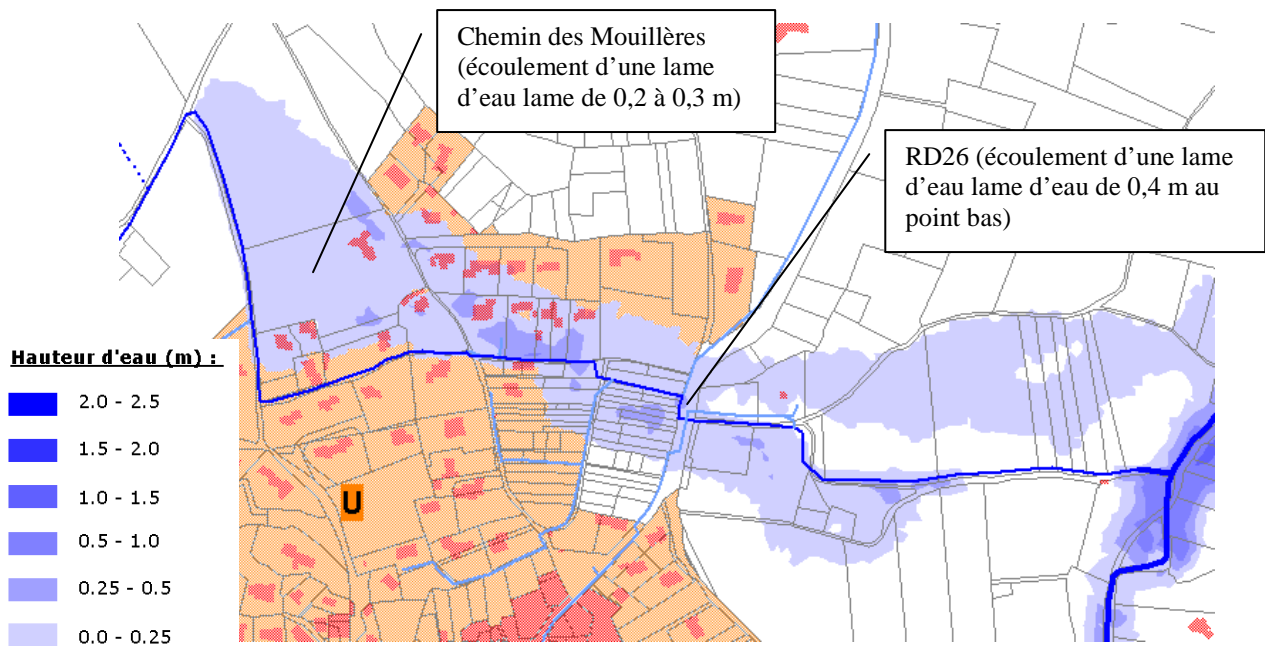 Chemin des Mouillères
(écoulement d’une lame
d’eau lame de 0,2 à 0,3 m)
RD26 (écoulement d’une lame
d’eau lame d’eau de 0,4 m au
point bas)
Hauteur d'eau (m) :
2.0 - 2.5
1.5 - 2.0
1.0 - 1.5
0.5 - 1.0
0.25 - 0.5
0.0 - 0.25
U